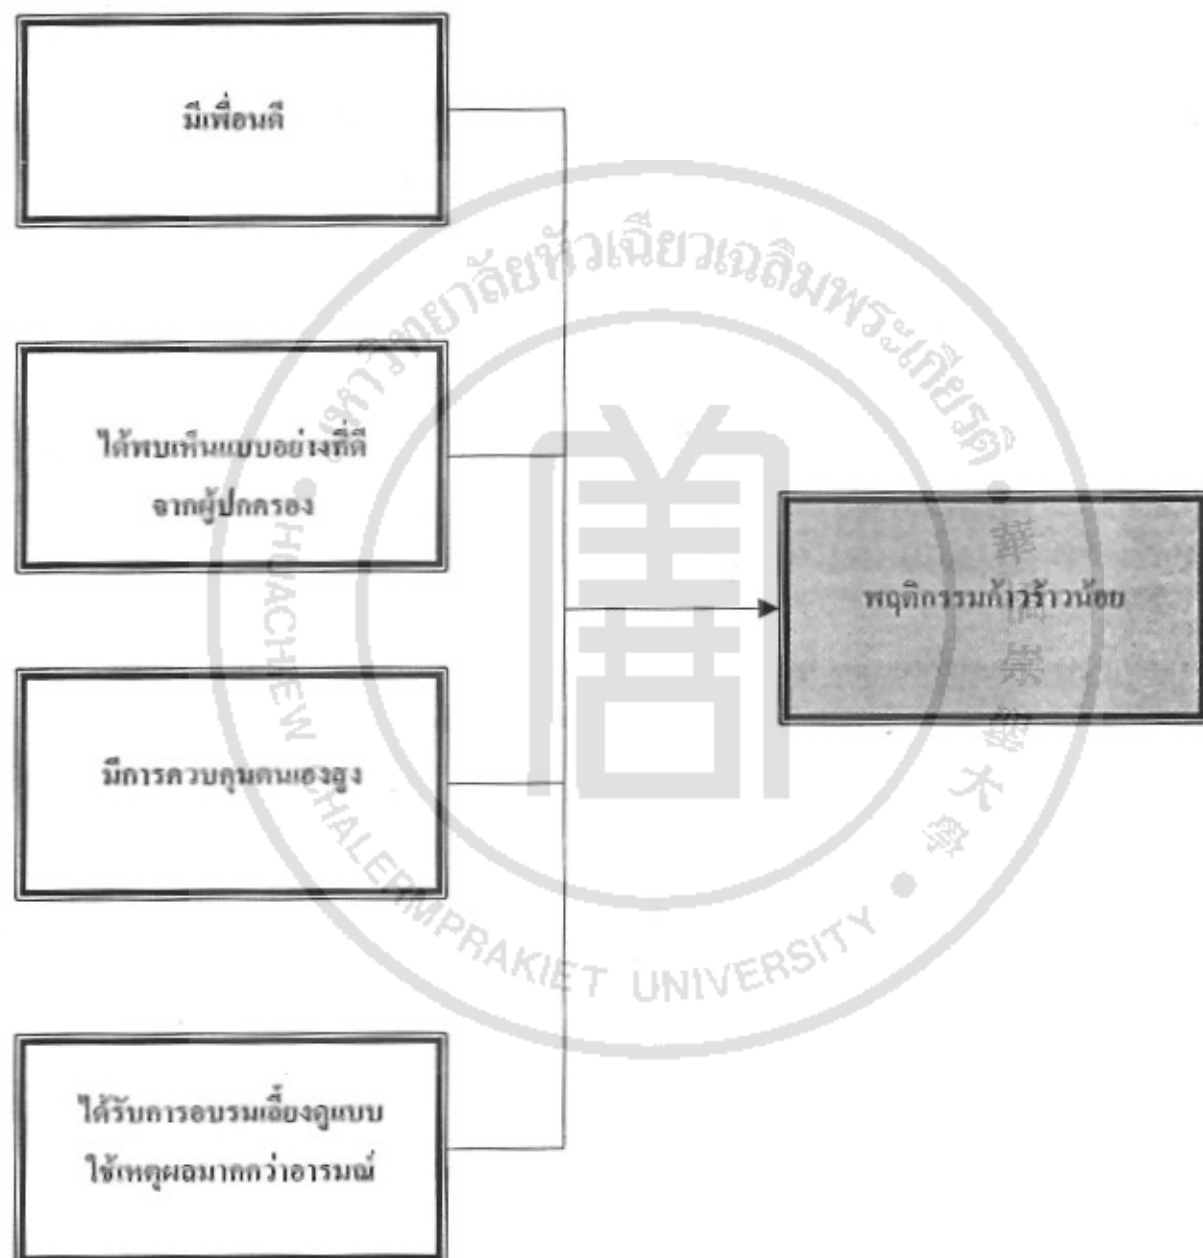 มีเพื่อนดี
ได้พบเห็นแบบอย่างที่ดี
จากผู้ปกครอง
มีการควบคุมตนเองสูง
ได้รับการอบรมเลี้ยงดูแบบ
ใช้เหตุผลมากกว่าอารมณ์
พฤติกรรมก้าวร้าวน้อย
มหาวิทยาลัยหัวเฉียวเฉลิมพระเกียรติ
HUACHIEW CHALERMPRAKIET UNIVERSITY
華僑崇聖大學